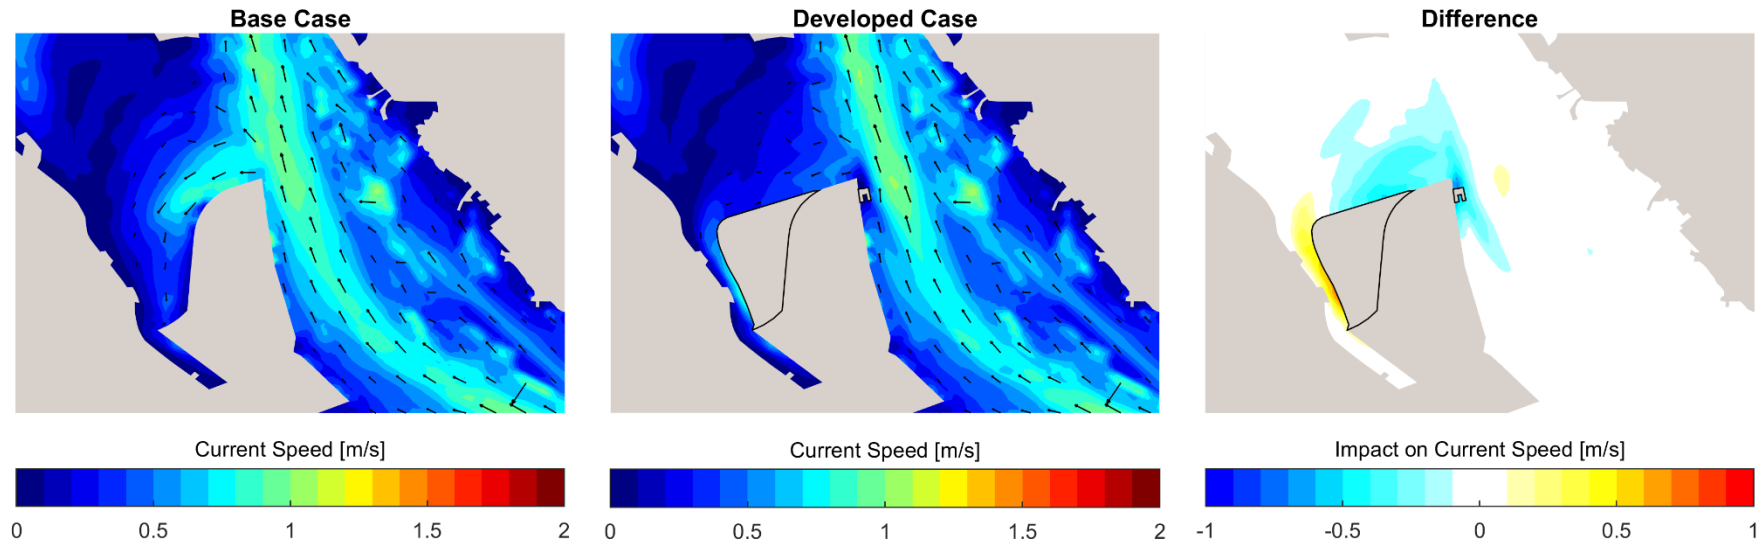 Base Case
Developed Case
Difference
Current Speed [m/s]
0 0.5 1 1.5 2
Current Speed [m/s]
0 0.5 1 1.5 2
Impact on Current Speed [m/s]
-1 -0.5 0 0.5 1